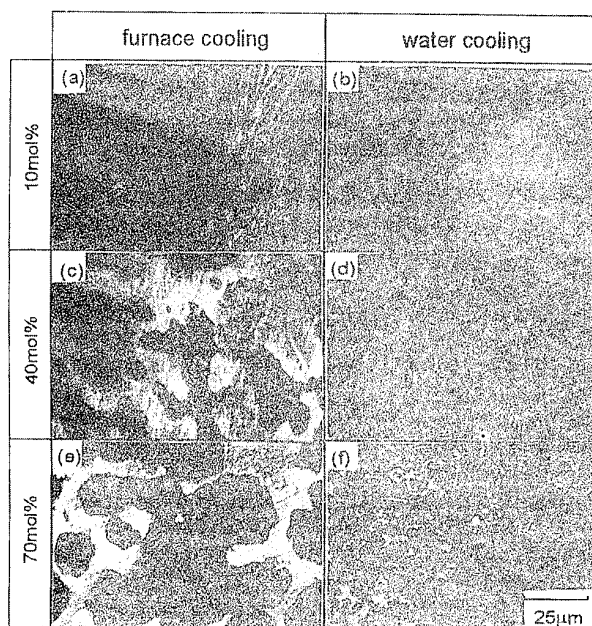 furnace cooling water cooling
10mol% (a) (b)
40mol% (c) (d)
70mol% (e) (f)
25μm